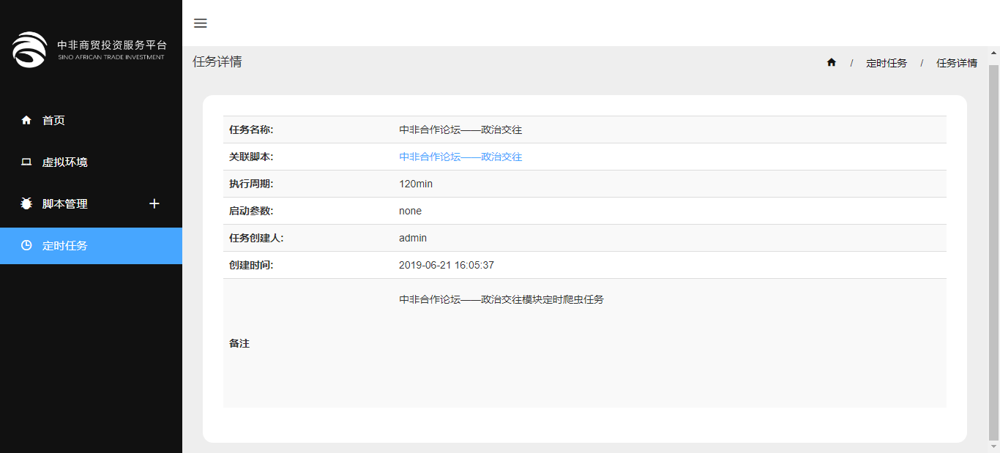 中非商贸投资服务平台
SINO AFRICAN TRADE INVESTMENT
首页
虚拟环境
脚本管理
定时任务
任务详情
/ 定时任务 / 任务详情
任务名称: 中非合作论坛——政治交往
关联脚本: 中非合作论坛——政治交往
执行周期: 120min
启动参数: none
任务创建人: admin
创建时间: 2019-06-21 16:05:37
备注 中非合作论坛——政治交往模块定时爬虫任务